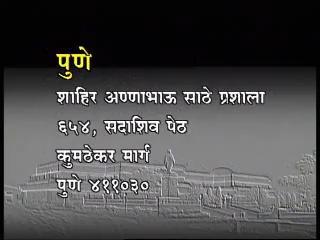 पुणे
शाहिर अण्णाभाऊ साठे प्रशाला
६५४, सदाशिव पेठ
कुमठेकर मार्ग
पुणे ४११०३०